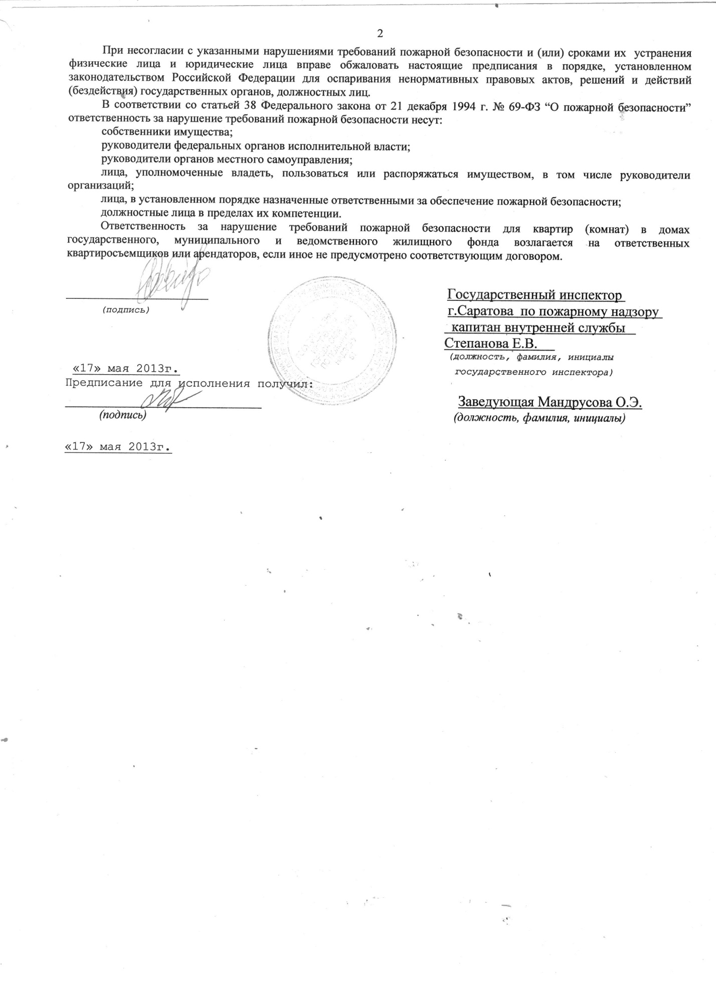 2
При несогласии с указанными нарушениями требований пожарной безопасности и (или) сроками их устранения
физические лица и юридические лица вправе обжаловать настоящие предписания в порядке, установленном
законодательством Российской Федерации для оспаривания ненормативных правовых актов, решений и действий
(бездействия) государственных органов, должностных лиц.
В соответствии со статьей 38 Федерального закона от 21 декабря 1994 г. № 69-ФЗ “О пожарной безопасности”
ответственность за нарушение требований пожарной безопасности несут:
собственники имущества;
руководители федеральных органов исполнительной власти;
руководители органов местного самоуправления;
лица, уполномоченные владеть, пользоваться или распоряжаться имуществом, в том числе руководители
организаций;
лица, в установленном порядке назначенные ответственными за обеспечение пожарной безопасности;
должностные лица в пределах их компетенции.
Ответственность за нарушение требований пожарной безопасности для квартир (комнат) в домах
государственного, муниципального и ведомственного жилищного фонда возлагается на ответственных
квартиросъемщиков или арендаторов, если иное не предусмотрено соответствующим договором.
(подпись)
Государственный инспектор
г.Саратова по пожарному надзору
капитан внутренней службы
Степанова Е.В.
(должность, фамилия, инициалы
государственного инспектора)
«17» мая 2013г.
Предписание для исполнения получил:
(подпись)
Заведующая Мандрусова О.Э.
(должность, фамилия, инициалы)
«17» мая 2013г.